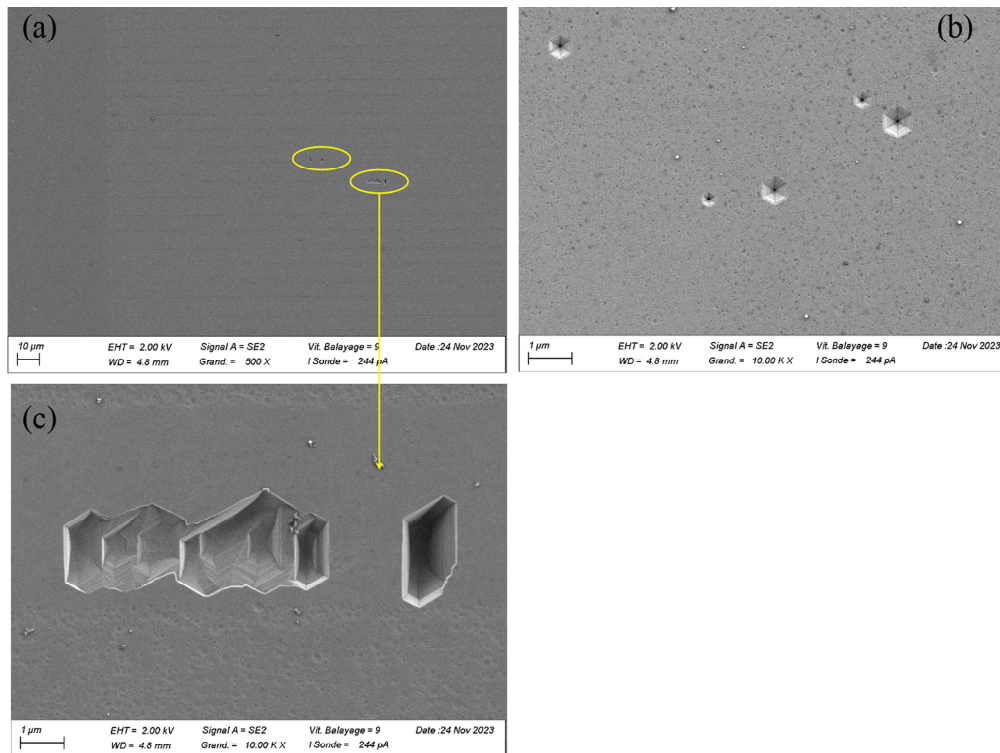 (a)
10 µm EHT = 2.00 kV Signal A = SE2 Vit. Balayage = 9 Date :24 Nov 2023
WD = 4.8 mm Grand. = 500 X I Sonde = 244 pA
(b)
1 µm EHT = 2.00 kV Signal A = SE2 Vit. Balayage = 9 Date :24 Nov 2023
WD = 4.8 mm Grand. = 10.00 K X I Sonde = 244 pA
(c)
1 µm EHT = 2.00 kV Signal A = SE2 Vit. Balayage = 9 Date :24 Nov 2023
WD = 4.8 mm Grand. = 10.00 K X I Sonde = 244 pA